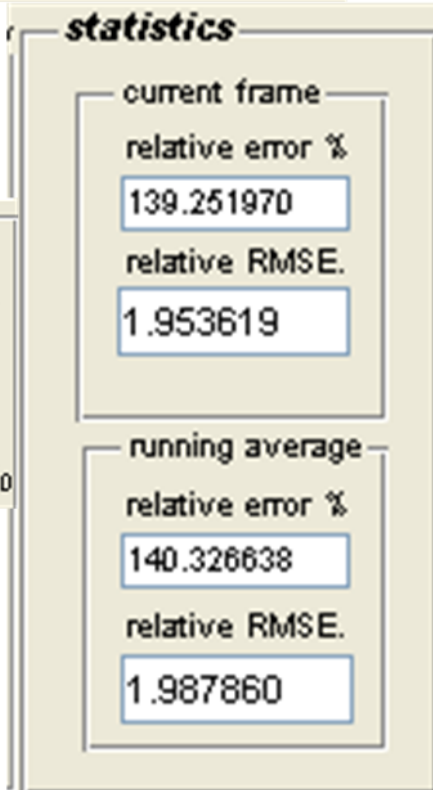 statistics
current frame
relative error %
139.251970
relative RMSE.
1.953619
running average
0
relative error %
140.326638
relative RMSE.
1.987860